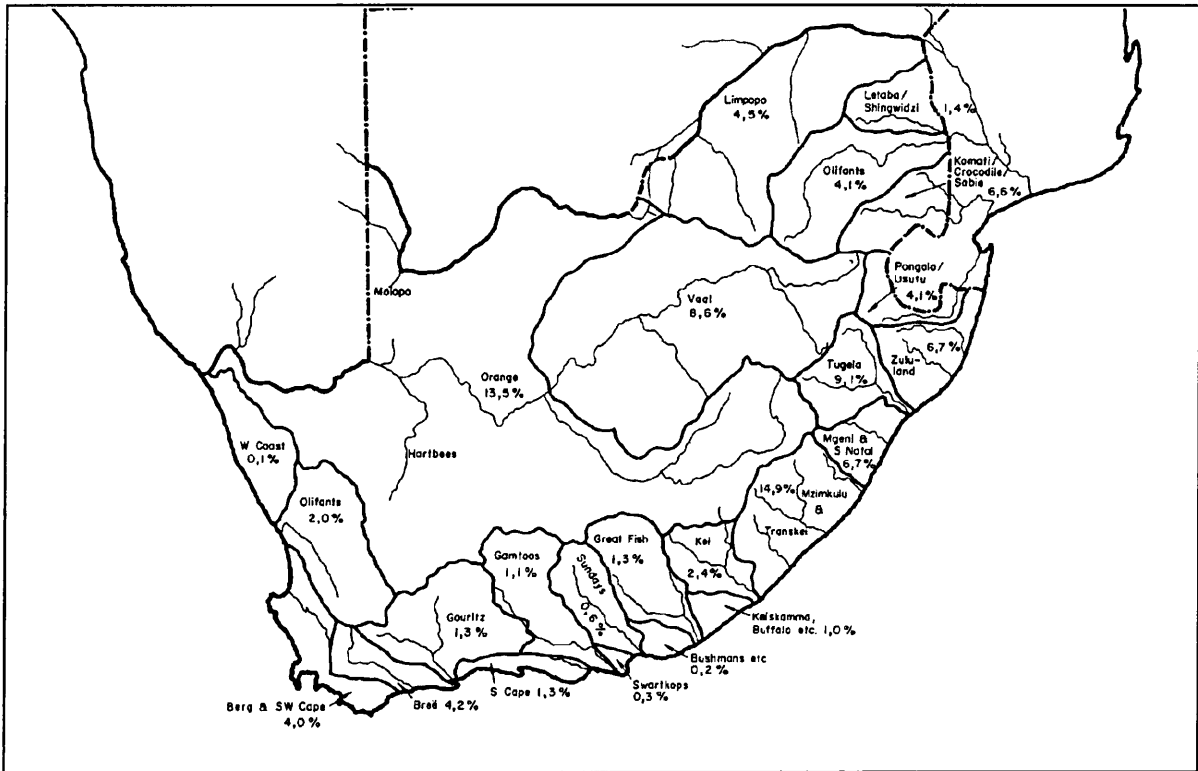 Limpopo
4,5%
Letaba/
Shingwidzi
1,4%
Olifants
4,1%
Komati/
Crocodile/
Sabie
6,6%
Pongola/
Usutu
4,1%
Molopo
Vaal
8,6%
6,7%
Zulu-
land
Tugela
9,1%
Orange
13,5%
Mgeni &
S Natal
6,7%
W Coast
0,1%
Hartbees
Olifants
2,0%
14,9%
Mzimkulu
&
Transkei
Great Fish
1,3%
Kei
2,4%
Gamtoos
1,1%
Sundays
0,6%
Gouritz
1,3%
Keiskamma,
Buffalo etc. 1,0%
Bushmans etc
0,2%
Swartkops
0,3%
S Cape 1,3%
Breë 4,2%
Berg & SW Cape
4,0%